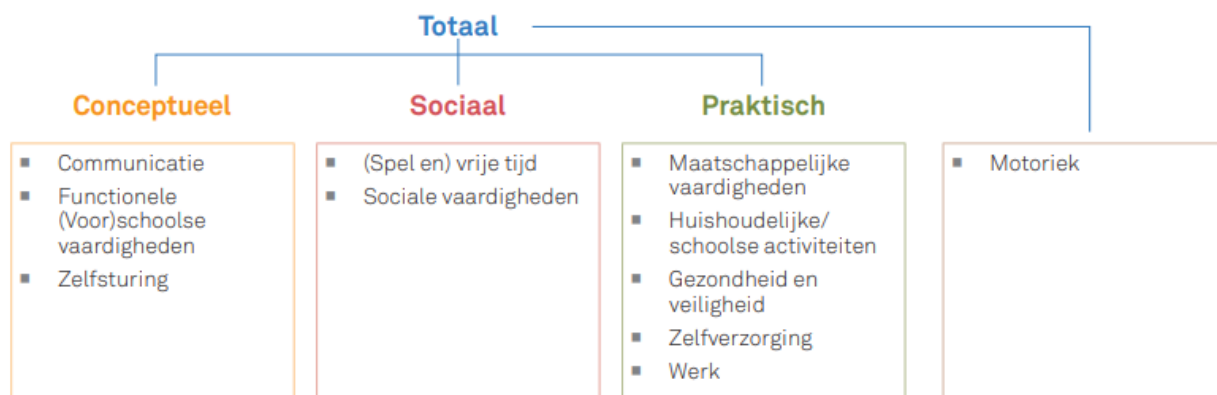 Totaal
Conceptueel
Communicatie
Functionele
(Voor)schoolse
vaardigheden
Zelfsturing
Sociaal
(Spel en) vrije tijd
Sociale vaardigheden
Praktisch
Maatschappelijke
vaardigheden
Huishoudelijke/
schoolse activiteiten
Gezondheid en
veiligheid
Zelfverzorging
Werk
Motoriek